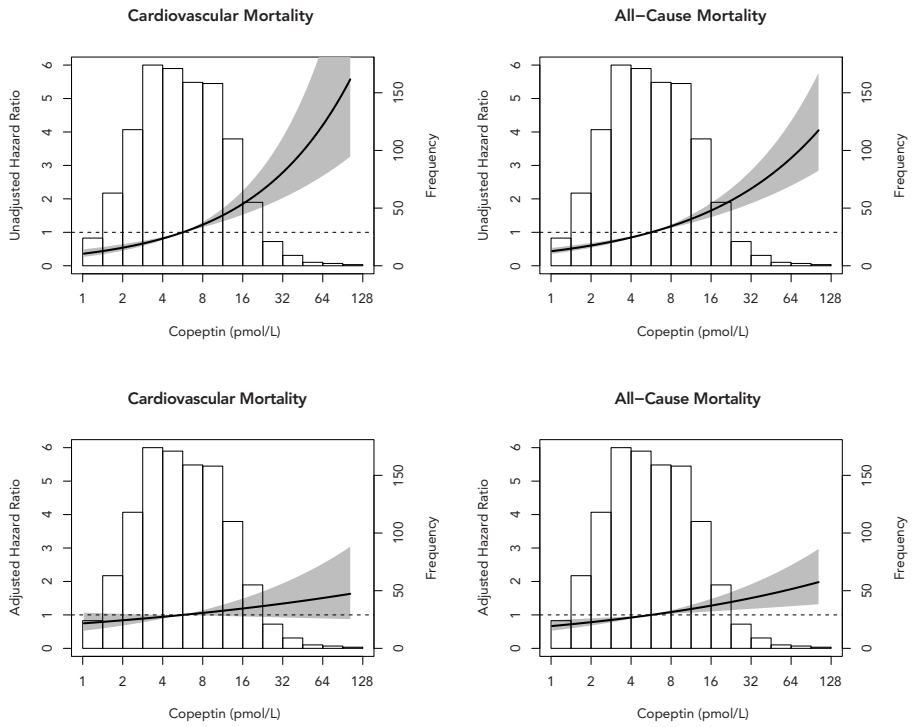 Cardiovascular Mortality
All−Cause Mortality
Unadjusted Hazard Ratio
0 1 2 3 4 5 6
0 50 100 150
Frequency
1 2 4 8 16 32 64 128
Copeptin (pmol/L)
Unadjusted Hazard Ratio
0 1 2 3 4 5 6
0 50 100 150
Frequency
1 2 4 8 16 32 64 128
Copeptin (pmol/L)
Cardiovascular Mortality
All−Cause Mortality
Adjusted Hazard Ratio
0 1 2 3 4 5 6
0 50 100 150
Frequency
1 2 4 8 16 32 64 128
Copeptin (pmol/L)
Adjusted Hazard Ratio
0 1 2 3 4 5 6
0 50 100 150
Frequency
1 2 4 8 16 32 64 128
Copeptin (pmol/L)